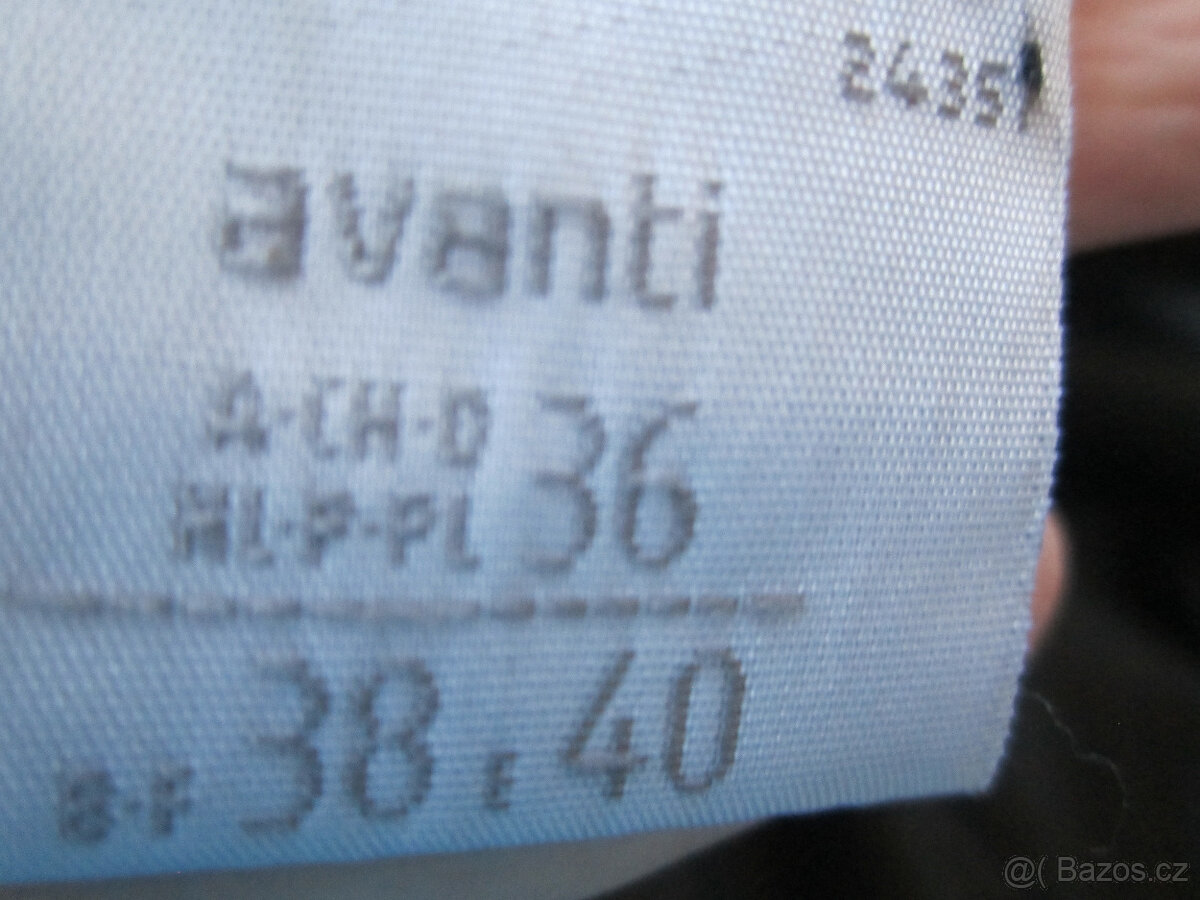 2435
avanti
A·CH·D 36
NL·P·PL
B·F 38 E 40
@( Bazos.cz